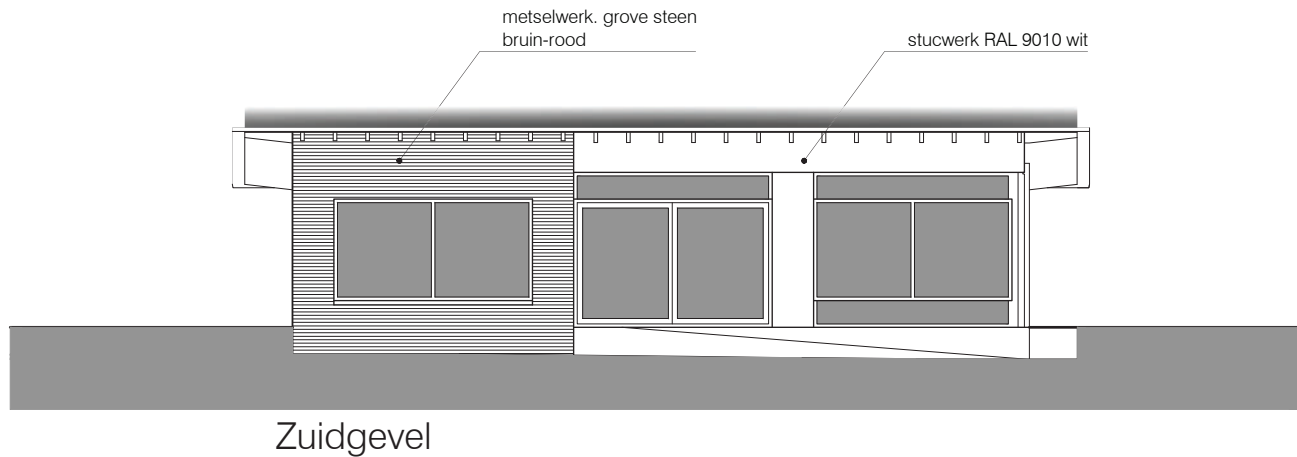 metselwerk. grove steen
bruin-rood
stucwerk RAL 9010 wit
Zuidgevel